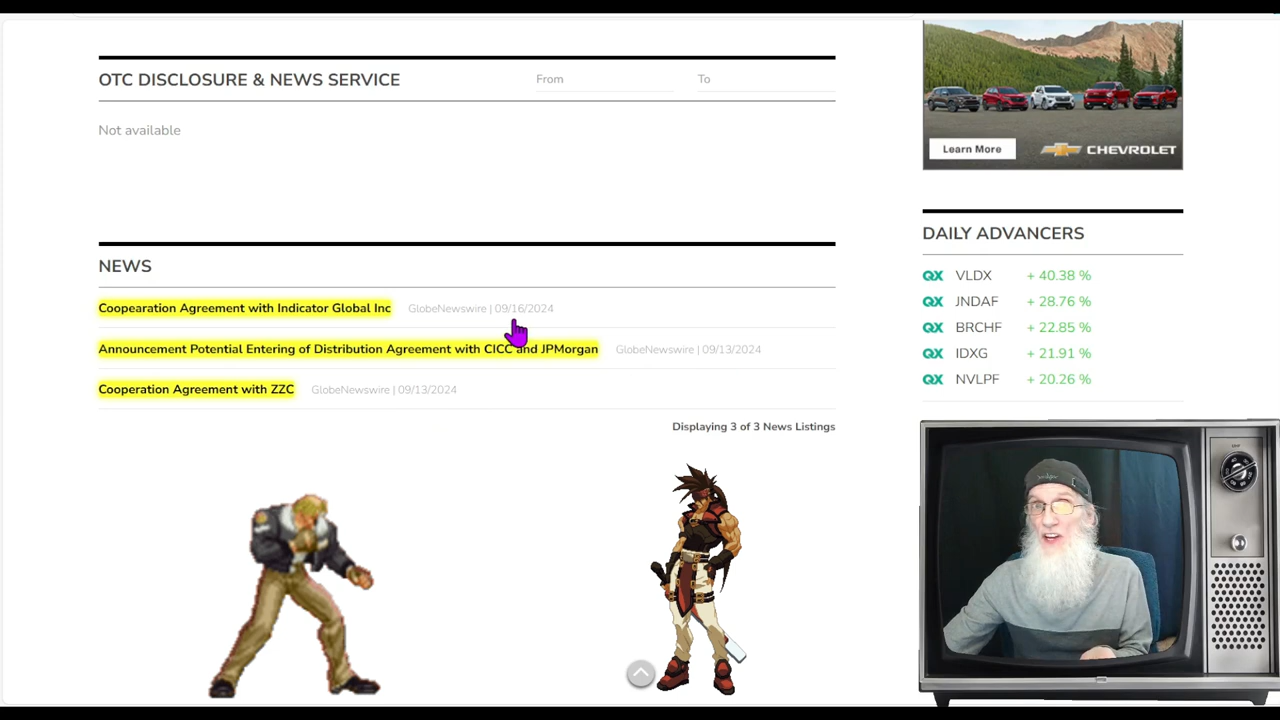 OTC DISCLOSURE & NEWS SERVICE
From
To
Not available
NEWS
Coopearation Agreement with Indicator Global Inc GlobeNewswire | 09/16/2024
Announcement Potential Entering of Distribution Agreement with CICC and JPMorgan GlobeNewswire | 09/13/2024
Cooperation Agreement with ZZC GlobeNewswire | 09/13/2024
Displaying 3 of 3 News Listings
Learn More
CHEVROLET
DAILY ADVANCERS
QX VLDX + 40.38 %
QX JNDAF + 28.76 %
QX BRCHF + 22.85 %
QX IDXG + 21.91 %
QX NVLPF + 20.26 %